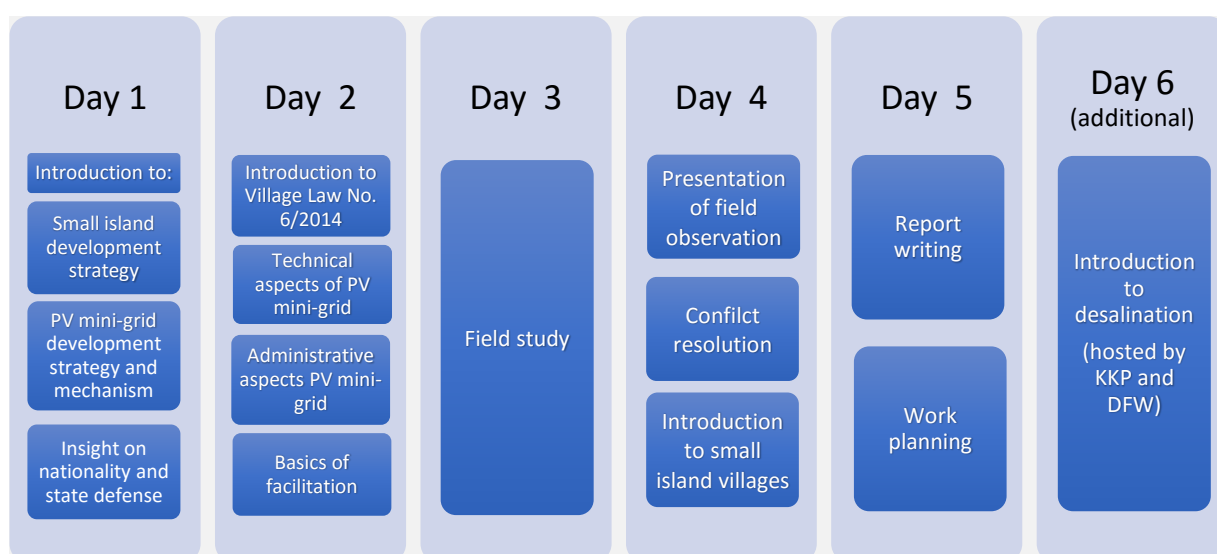 Day 1
Introduction to:
Small island
development
strategy
PV mini-grid
development
strategy and
mechanism
Insight on
nationality and
state defense
Day 2
Introduction to
Village Law No.
6/2014
Technical
aspects of PV
mini-grid
Administrative
aspects PV mini-
grid
Basics of
facilitation
Day 3
Field study
Day 4
Presentation
of field
observation
Confilct
resolution
Introduction
to small
island villages
Day 5
Report
writing
Work
planning
Day 6
(additional)
Introduction
to
desalination
(hosted by
KKP and
DFW)